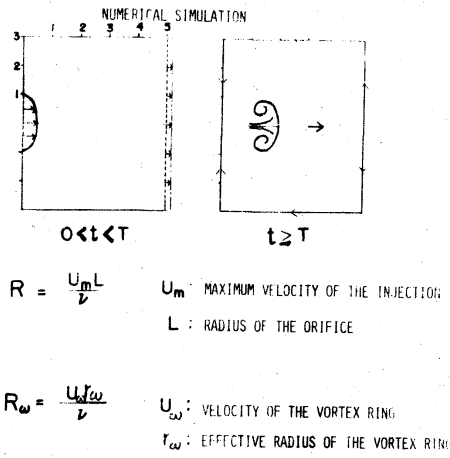 NUMERICAL SIMULATION
1 2 3 4 5
3
2
1
0<t<T
t≥T
R = UmL/ν
Um: MAXIMUM VELOCITY OF THE INJECTION
L : RADIUS OF THE ORIFICE
Rω = Uωrω/ν
Uω: VELOCITY OF THE VORTEX RING
rω: EFFECTIVE RADIUS OF THE VORTEX RING